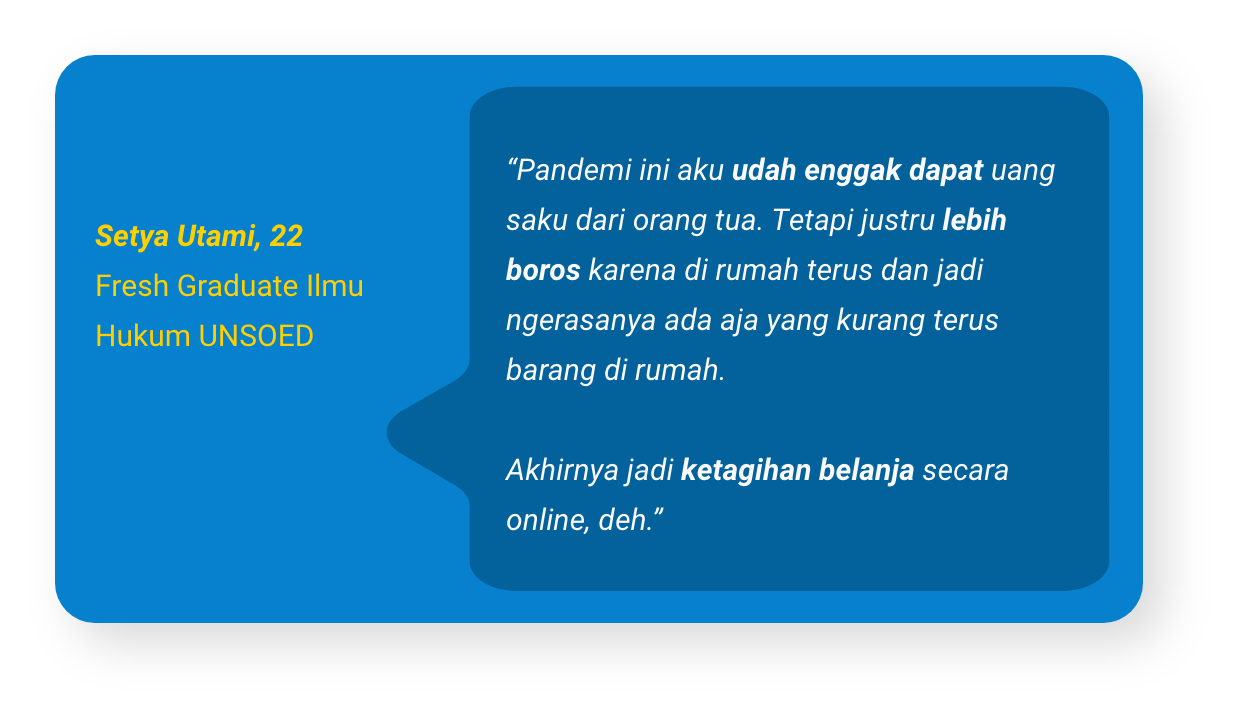 Setya Utami, 22
Fresh Graduate Ilmu
Hukum UNSOED
“Pandemi ini aku udah enggak dapat uang
saku dari orang tua. Tetapi justru lebih
boros karena di rumah terus dan jadi
ngerasanya ada aja yang kurang terus
barang di rumah.
Akhirnya jadi ketagihan belanja secara
online, deh.”